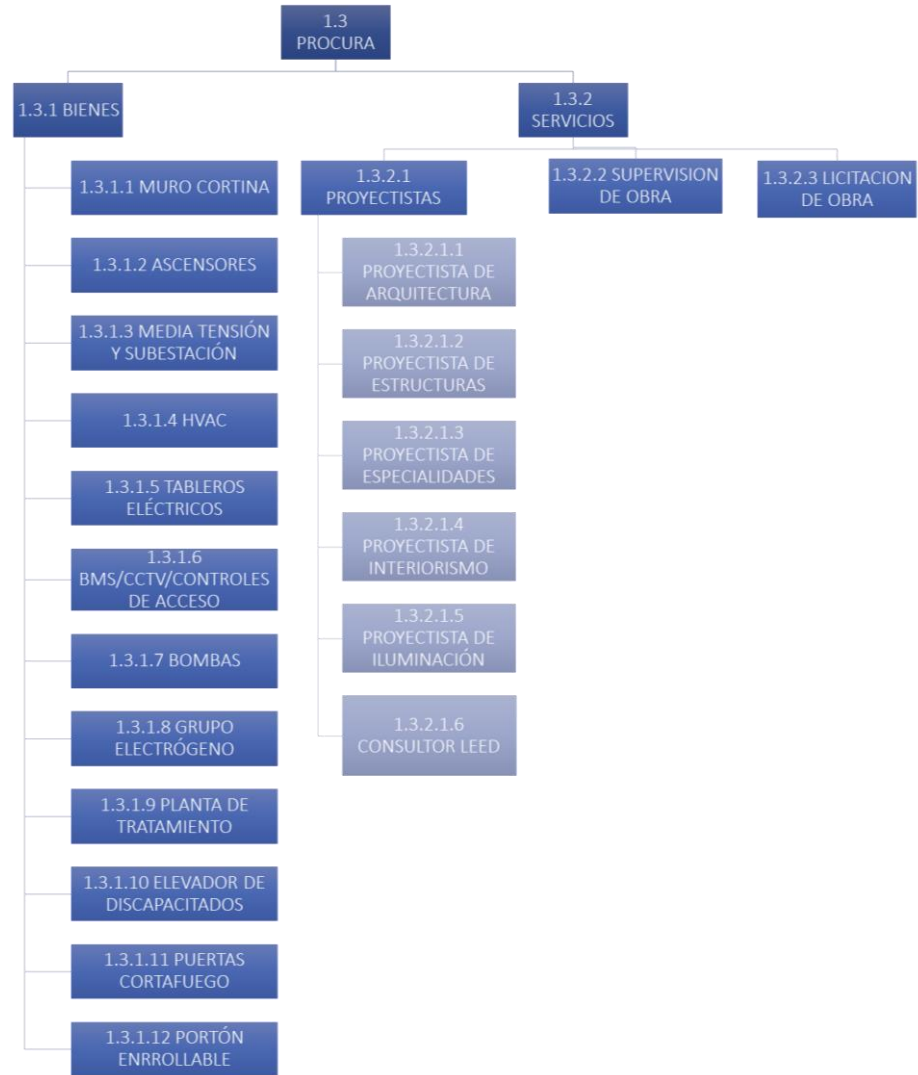 1.3
PROCURA
1.3.1 BIENES
1.3.1.1 MURO CORTINA
1.3.1.2 ASCENSORES
1.3.1.3 MEDIA TENSIÓN
Y SUBESTACIÓN
1.3.1.4 HVAC
1.3.1.5 TABLEROS
ELÉCTRICOS
1.3.1.6
BMS/CCTV/CONTROLES
DE ACCESO
1.3.1.7 BOMBAS
1.3.1.8 GRUPO
ELECTRÓGENO
1.3.1.9 PLANTA DE
TRATAMIENTO
1.3.1.10 ELEVADOR DE
DISCAPACITADOS
1.3.1.11 PUERTAS
CORTAFUEGO
1.3.1.12 PORTÓN
ENRROLLABLE
1.3.2
SERVICIOS
1.3.2.1
PROYECTISTAS
1.3.2.1.1
PROYECTISTA DE
ARQUITECTURA
1.3.2.1.2
PROYECTISTA DE
ESTRUCTURAS
1.3.2.1.3
PROYECTISTA DE
ESPECIALIDADES
1.3.2.1.4
PROYECTISTA DE
INTERIORISMO
1.3.2.1.5
PROYECTISTA DE
ILUMINACIÓN
1.3.2.1.6
CONSULTOR LEED
1.3.2.2 SUPERVISION
DE OBRA
1.3.2.3 LICITACION
DE OBRA